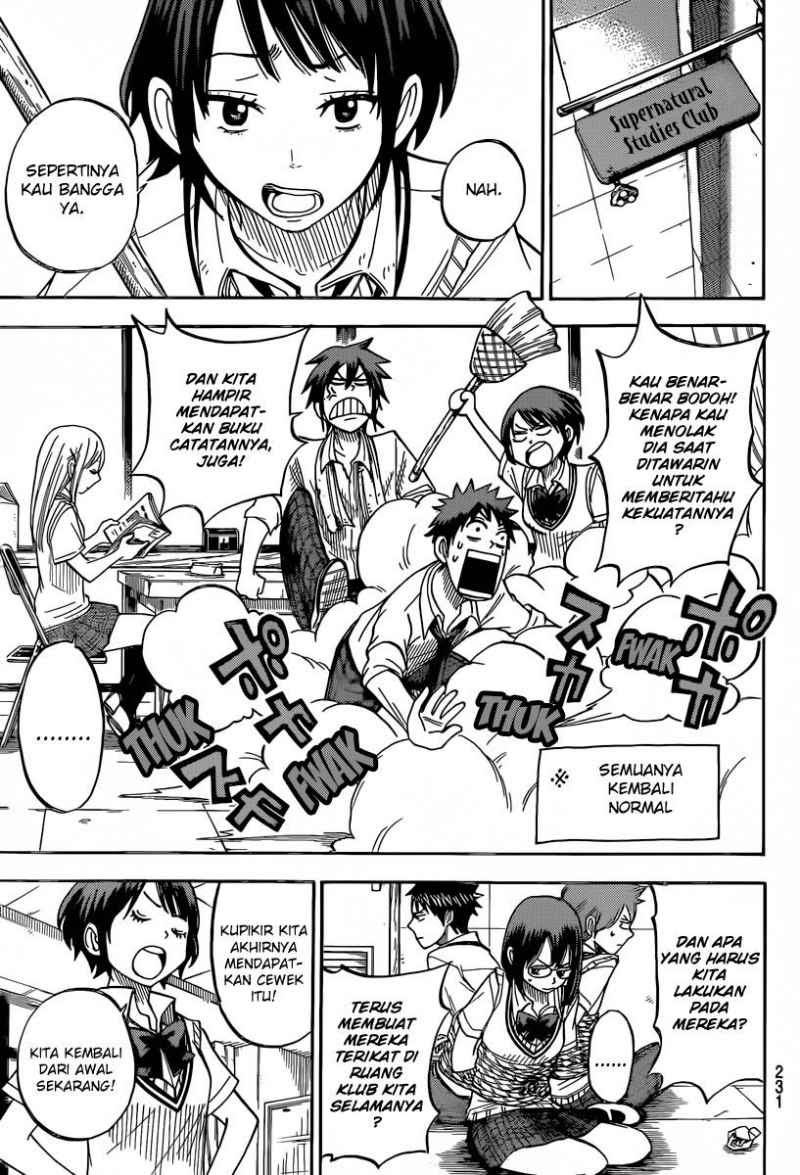 Supernatural
Studies Club
NAH.
SEPERTINYA
KAU BANGGA
YA.
KAU BENAR-
BENAR BODOH!
KENAPA KAU
MENOLAK
DIA SAAT
DITAWARIN
UNTUK
MEMBERITAHU
KEKUATANNYA
?
DAN KITA
HAMPIR
MENDAPAT-
KAN BUKU
CATATANNYA,
JUGA!
ポカ
FWAK
スカ
THUK
ポカ
FWAK
スカ
THUK
.........
※
SEMUANYA
KEMBALI
NORMAL
DAN APA
YANG HARUS
KITA
LAKUKAN
PADA
MEREKA?
......
TERUS
MEMBUAT
MEREKA
TERIKAT DI
RUANG
KLUB KITA
SELAMANYA
?
KUPIKIR KITA
AKHIRNYA
MENDAPAT-
KAN CEWEK
ITU!
KITA KEMBALI
DARI AWAL
SEKARANG!
231